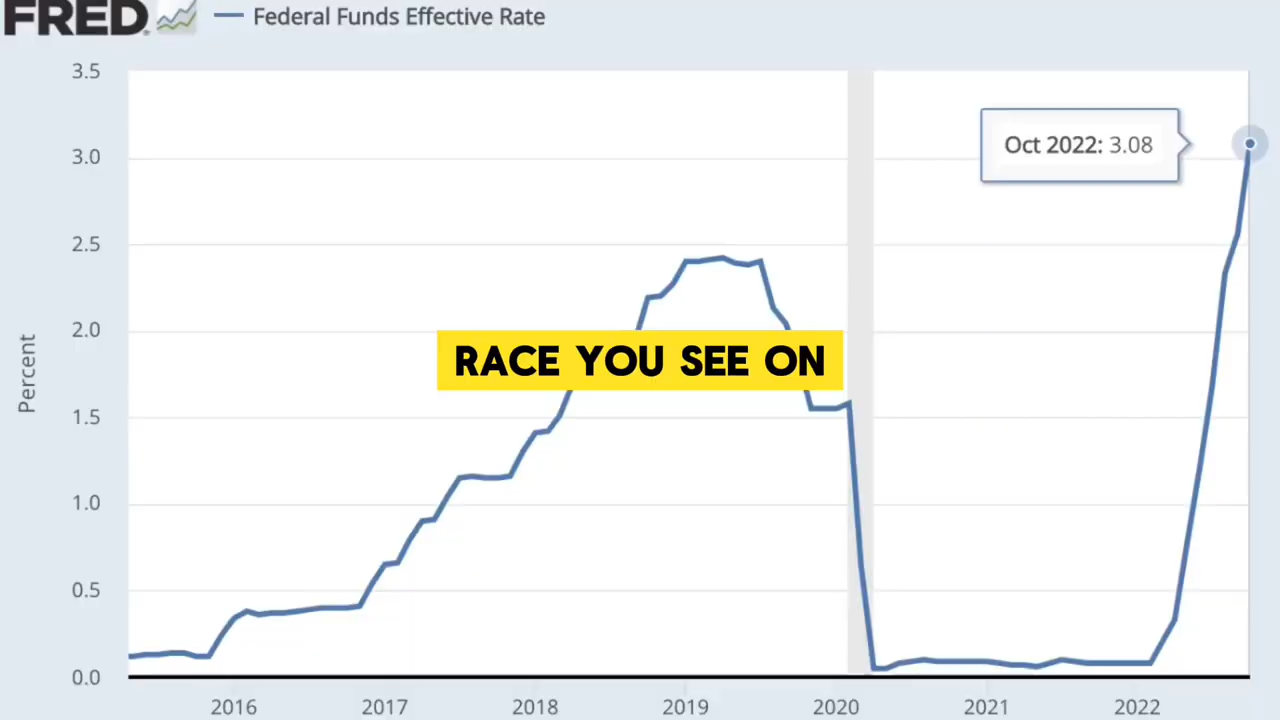 FRED
Federal Funds Effective Rate
3.5
3.0
2.5
2.0
1.5
1.0
0.5
0.0
Percent
Oct 2022: 3.08
RACE YOU SEE ON
2016 2017 2018 2019 2020 2021 2022